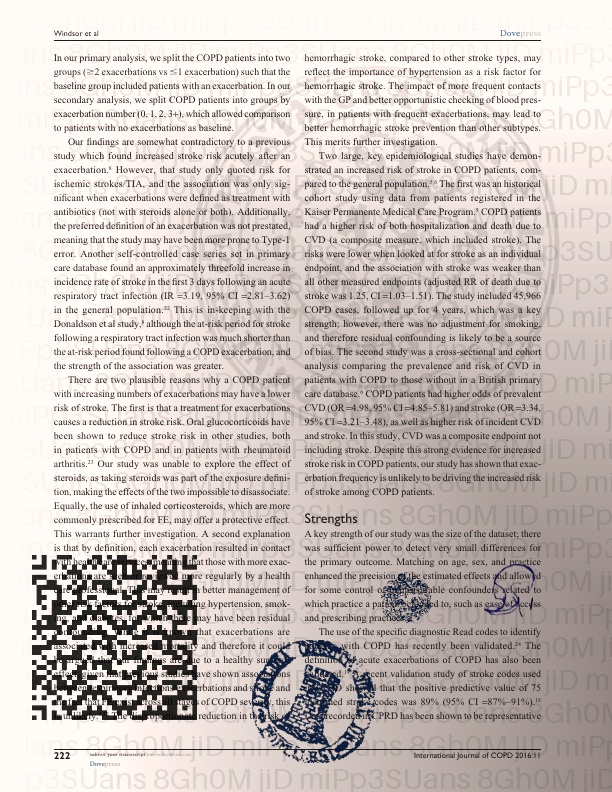 Windsor et al
Dovepress
In our primary analysis, we split the COPD patients into two
groups (≥2 exacerbations vs ≤1 exacerbation) such that the
baseline group included patients with an exacerbation. In our
secondary analysis, we split COPD patients into groups by
exacerbation number (0, 1, 2, 3+), which allowed comparison
to patients with no exacerbations as baseline.
Our findings are somewhat contradictory to a previous
study which found increased stroke risk acutely after an
exacerbation.⁸ However, that study only quoted risk for
ischemic strokes/TIA, and the association was only sig-
nificant when exacerbations were defined as treatment with
antibiotics (not with steroids alone or both). Additionally,
the preferred definition of an exacerbation was not prestated,
meaning that the study may have been more prone to Type-1
error. Another self-controlled case series set in primary
care database found an approximately threefold increase in
incidence rate of stroke in the first 3 days following an acute
respiratory tract infection (IR =3.19, 95% CI =2.81–3.62)
in the general population.²² This is in-keeping with the
Donaldson et al study,⁸ although the at-risk period for stroke
following a respiratory tract infection was much shorter than
the at-risk period found following a COPD exacerbation, and
the strength of the association was greater.
There are two plausible reasons why a COPD patient
with increasing numbers of exacerbations may have a lower
risk of stroke. The first is that a treatment for exacerbations
causes a reduction in stroke risk. Oral glucocorticoids have
been shown to reduce stroke risk in other studies, both
in patients with COPD and in patients with rheumatoid
arthritis.²³ Our study was unable to explore the effect of
steroids, as taking steroids was part of the exposure defini-
tion, making the effects of the two impossible to disassociate.
Equally, the use of inhaled corticosteroids, which are more
commonly prescribed for FE, may offer a protective effect.
This warrants further investigation. A second explanation
is that by definition, each exacerbation resulted in contact
that those with more exac-
more regularly by a health
better management of
hypertension, smok-
may have been residual
that exacerbations are
and therefore it could
due to a healthy
have shown associations
exacerbations and and
of COPD this
reduction in the risk of
hemorrhagic stroke, compared to other stroke types, may
reflect the importance of hypertension as a risk factor for
hemorrhagic stroke. The impact of more frequent contacts
with the GP and better opportunistic checking of blood pres-
sure, in patients with frequent exacerbations, may lead to
better hemorrhagic stroke prevention than other subtypes.
This merits further investigation.
Two large, key epidemiological studies have demon-
strated an increased risk of stroke in COPD patients, com-
pared to the general population.⁵,⁶ The first was an historical
cohort study using data from patients registered in the
Kaiser Permanente Medical Care Program.⁵ COPD patients
had a higher risk of both hospitalization and death due to
CVD (a composite measure, which included stroke). The
risks were lower when looked at for stroke as an individual
endpoint, and the association with stroke was weaker than
all other measured endpoints (adjusted RR of death due to
stroke was 1.25, CI =1.03–1.51). The study included 45,966
COPD cases, followed up for 4 years, which was a key
strength; however, there was no adjustment for smoking,
and therefore residual confounding is likely to be a source
of bias. The second study was a cross-sectional and cohort
analysis comparing the prevalence and risk of CVD in
patients with COPD to those without in a British primary
care database.⁶ COPD patients had higher odds of prevalent
CVD (OR =4.98, 95% CI =4.85–5.81) and stroke (OR =3.34,
95% CI =3.21–3.48), as well as higher risk of incident CVD
and stroke. In this study, CVD was a composite endpoint not
including stroke. Despite this strong evidence for increased
stroke risk in COPD patients, our study has shown that exac-
erbation frequency is unlikely to be driving the increased risk
of stroke among COPD patients.
Strengths
A key strength of our study was the size of the dataset; there
was sufficient power to detect very small differences for
the primary outcome. Matching on age, sex, and practice
enhanced the precision of the estimated effects and allowed
for some control of confounders related to
which practice a patient to, such as ease of access
and prescribing
The use of the specific diagnostic Read codes to identify
with COPD has recently been validated.²⁴ The
acute exacerbations of COPD has also been
recent validation study of stroke codes used
that the positive predictive value of 75
stroke codes was 89% (95% CI =87%–91%).
recorded in CPRD has been shown to be representative
222
submit your manuscript
Dovepress
International Journal of COPD 2016:11